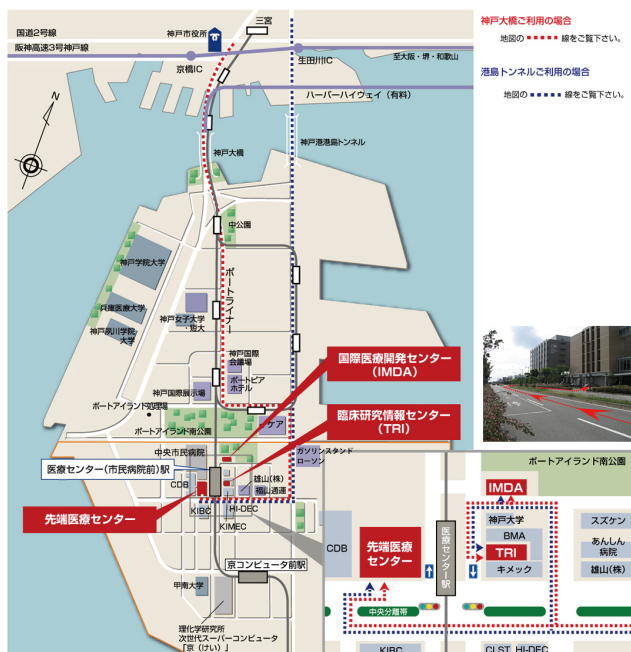 神戸大橋ご利用の場合
地図の 線をご覧下さい。
港島トンネルご利用の場合
地図の 線をご覧下さい。
三宮
神戸市役所
国道2号線
阪神高速3号神戸線
京橋IC
生田川IC
至大阪・堺・和歌山
ハーバーハイウェイ（有料）
N
神戸大橋
神戸港港島トンネル
中公園
神戸学院大学
ポートライナー
兵庫医療大学
神戸夙川学院
大学
神戸女子大学
・短大
神戸国際
会議場
ポートピア
ホテル
神戸国際展示場
国際医療開発センター
（IMDA）
ポートアイランド処理場
イケア
臨床研究情報センター
（TRI）
ポートアイランド南公園
中央市民病院
ガソリンスタンド
ローソン
医療センター（市民病院前）駅
CDB
雄山（株）
福山通運
先端医療センター
KIBC
HI-DEC
KIMEC
京コンピュータ前駅
甲南大学
理化学研究所
次世代スーパーコンピュータ
「京（けい）」
ポートアイランド南公園
IMDA
神戸大学
BMA
TRI
キメック
スズケン
あんしん
病院
雄山（株）
CDB
先端医療
センター
医療センター駅
中央分離帯
KIBC
CLST
HI-DEC